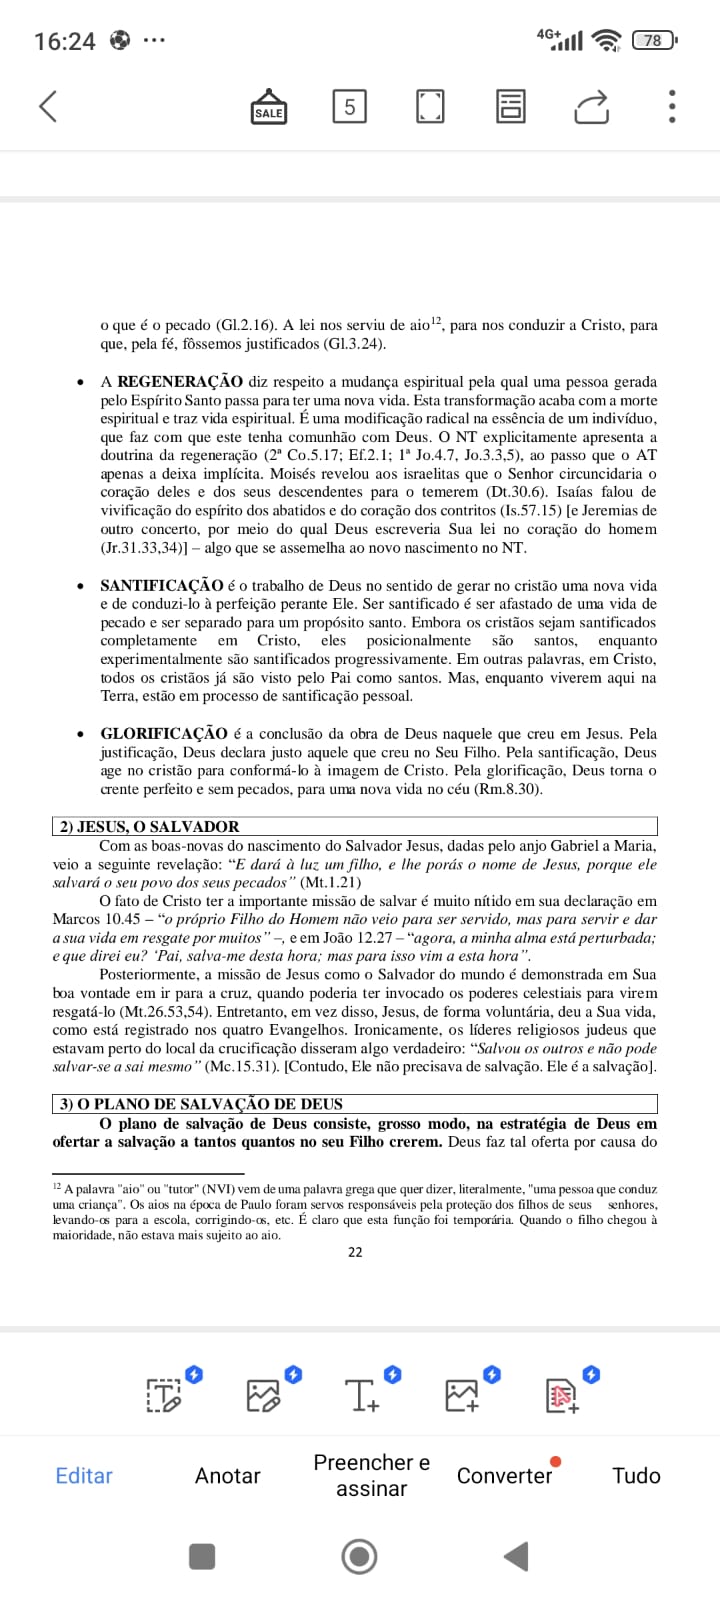 16:24 ... 4G+ 78
SALE 5
o que é o pecado (Gl.2.16). A lei nos serviu de aio12, para nos conduzir a Cristo, para
que, pela fé, fôssemos justificados (Gl.3.24).
• A REGENERAÇÃO diz respeito a mudança espiritual pela qual uma pessoa gerada
pelo Espírito Santo passa para ter uma nova vida. Esta transformação acaba com a morte
espiritual e traz vida espiritual. É uma modificação radical na essência de um indivíduo,
que faz com que este tenha comunhão com Deus. O NT explicitamente apresenta a
doutrina da regeneração (2ª Co.5.17; Ef.2.1; 1ª Jo.4.7, Jo.3.3,5), ao passo que o AT
apenas a deixa implícita. Moisés revelou aos israelitas que o Senhor circuncidaria o
coração deles e dos seus descendentes para o temerem (Dt.30.6). Isaías falou de
vivificação do espírito dos abatidos e do coração dos contritos (Is.57.15) [e Jeremias de
outro concerto, por meio do qual Deus escreveria Sua lei no coração do homem
(Jr.31.33,34)] – algo que se assemelha ao novo nascimento no NT.
• SANTIFICAÇÃO é o trabalho de Deus no sentido de gerar no cristão uma nova vida
e de conduzi-lo à perfeição perante Ele. Ser santificado é ser afastado de uma vida de
pecado e ser separado para um propósito santo. Embora os cristãos sejam santificados
completamente em Cristo, eles posicionalmente são santos, enquanto
experimentalmente são santificados progressivamente. Em outras palavras, em Cristo,
todos os cristãos já são visto pelo Pai como santos. Mas, enquanto viverem aqui na
Terra, estão em processo de santificação pessoal.
• GLORIFICAÇÃO é a conclusão da obra de Deus naquele que creu em Jesus. Pela
justificação, Deus declara justo aquele que creu no Seu Filho. Pela santificação, Deus
age no cristão para conformá-lo à imagem de Cristo. Pela glorificação, Deus torna o
crente perfeito e sem pecados, para uma nova vida no céu (Rm.8.30).
2) JESUS, O SALVADOR
Com as boas-novas do nascimento do Salvador Jesus, dadas pelo anjo Gabriel a Maria,
veio a seguinte revelação: “E dará à luz um filho, e lhe porás o nome de Jesus, porque ele
salvará o seu povo dos seus pecados” (Mt.1.21)
O fato de Cristo ter a importante missão de salvar é muito nítido em sua declaração em
Marcos 10.45 – “o próprio Filho do Homem não veio para ser servido, mas para servir e dar
a sua vida em resgate por muitos” –, e em João 12.27 – “agora, a minha alma está perturbada;
e que direi eu? ‘Pai, salva-me desta hora; mas para isso vim a esta hora”.
Posteriormente, a missão de Jesus como o Salvador do mundo é demonstrada em Sua
boa vontade em ir para a cruz, quando poderia ter invocado os poderes celestiais para virem
resgatá-lo (Mt.26.53,54). Entretanto, em vez disso, Jesus, de forma voluntária, deu a Sua vida,
como está registrado nos quatro Evangelhos. Ironicamente, os líderes religiosos judeus que
estavam perto do local da crucificação disseram algo verdadeiro: “Salvou os outros e não pode
salvar-se a sai mesmo” (Mc.15.31). [Contudo, Ele não precisava de salvação. Ele é a salvação].
3) O PLANO DE SALVAÇÃO DE DEUS
O plano de salvação de Deus consiste, grosso modo, na estratégia de Deus em
ofertar a salvação a tantos quantos no seu Filho crerem. Deus faz tal oferta por causa do
12 A palavra "aio" ou "tutor" (NVI) vem de uma palavra grega que quer dizer, literalmente, "uma pessoa que conduz
uma criança". Os aios na época de Paulo foram servos responsáveis pela proteção dos filhos de seus senhores,
levando-os para a escola, corrigindo-os, etc. É claro que esta função foi temporária. Quando o filho chegou à
maioridade, não estava mais sujeito ao aio.
22
Editar
Anotar
Preencher e
assinar
Converter
Tudo